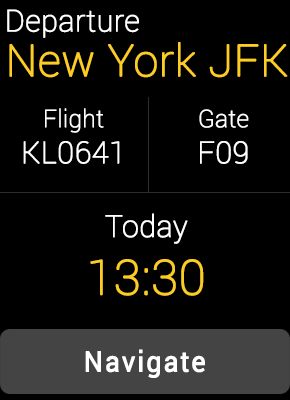 Departure
New York JFK
Flight Gate
KL0641 F09
Today
13:30
Navigate